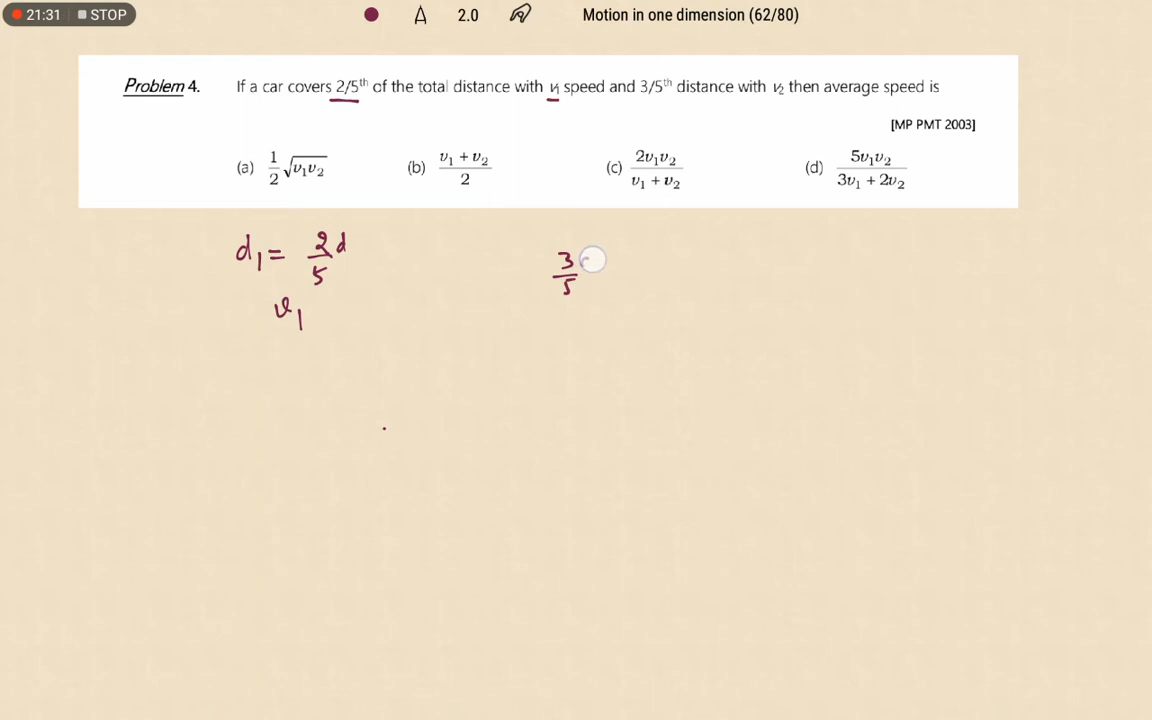 21:31 STOP 2.0 Motion in one dimension (62/80)
Problem 4. If a car covers 2/5th of the total distance with v₁ speed and 3/5th distance with v₂ then average speed is
[MP PMT 2003]
(a) 1/2 √v₁v₂ (b) (v₁ + v₂)/2 (c) 2v₁v₂/(v₁ + v₂) (d) 5v₁v₂/(3v₁ + 2v₂)
d₁ = 2/5 d 3/5
v₁